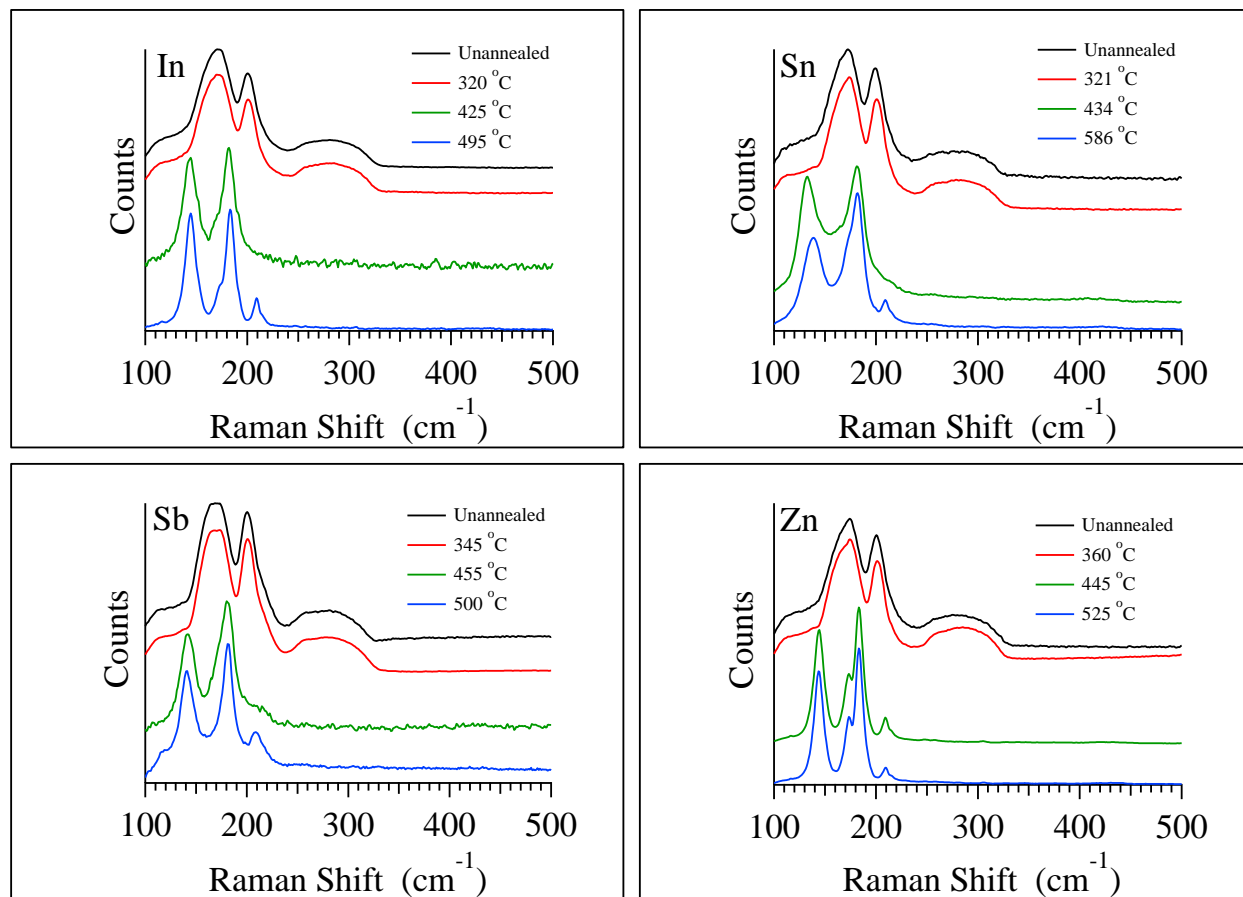 In
Unannealed
320 °C
425 °C
495 °C
Counts
100 200 300 400 500
Raman Shift (cm⁻¹)
Sn
Unannealed
321 °C
434 °C
586 °C
Counts
100 200 300 400 500
Raman Shift (cm⁻¹)
Sb
Unannealed
345 °C
455 °C
500 °C
Counts
100 200 300 400 500
Raman Shift (cm⁻¹)
Zn
Unannealed
360 °C
445 °C
525 °C
Counts
100 200 300 400 500
Raman Shift (cm⁻¹)